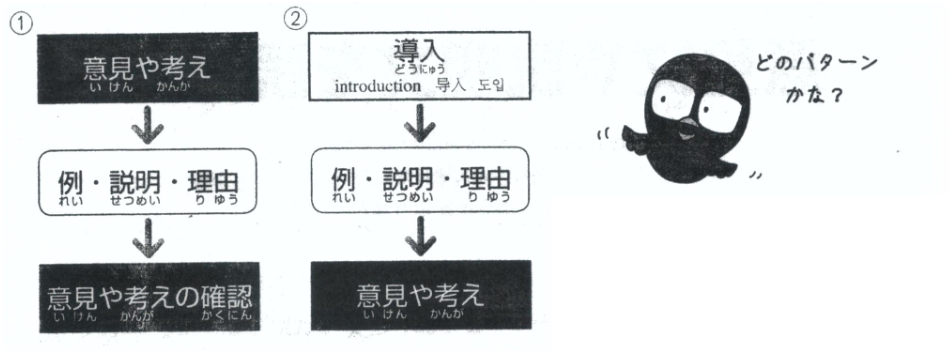 ①
意見や考え
い けん かんが
例・説明・理由
れい せつめい り ゆう
意見や考えの確認
い けん かんが かくにん
②
導入
どうにゅう
introduction 导入 도입
例・説明・理由
れい せつめい り ゆう
意見や考え
い けん かんが
どのパターン
かな？